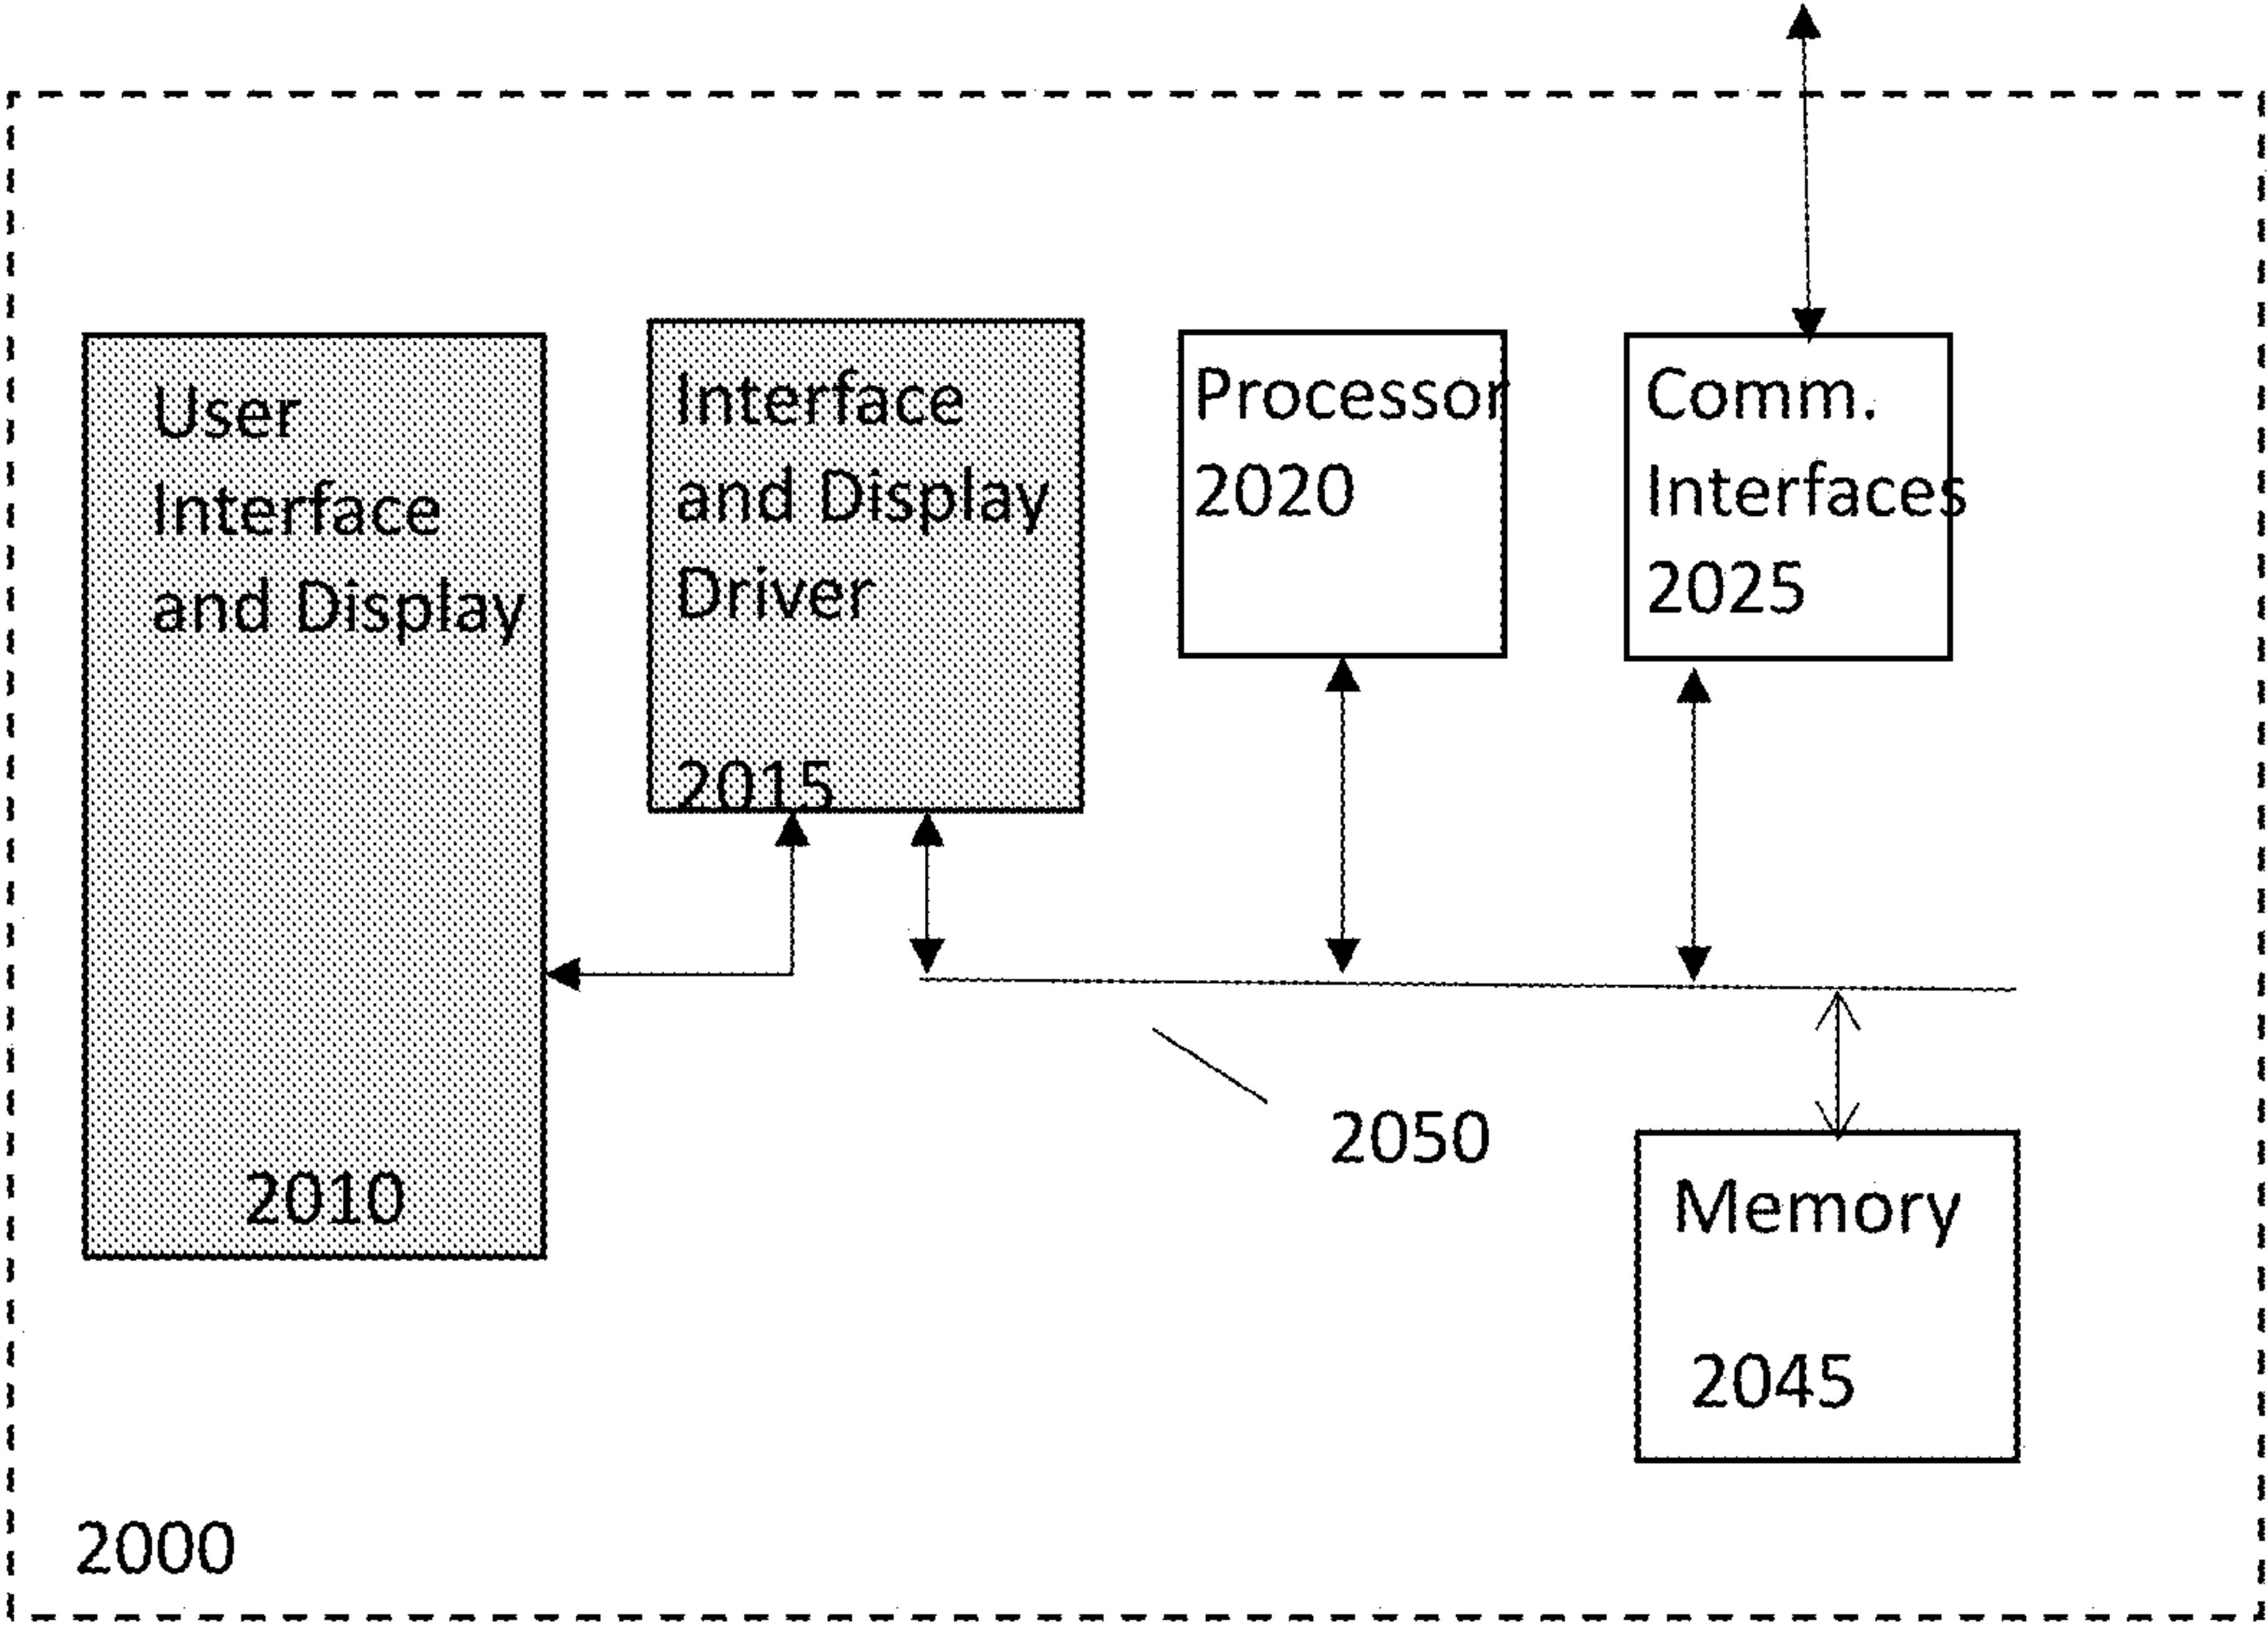 User
Interface
and Display
2010
Interface
and Display
Driver
2015
Processor
2020
Comm.
Interfaces
2025
2050
Memory
2045
2000